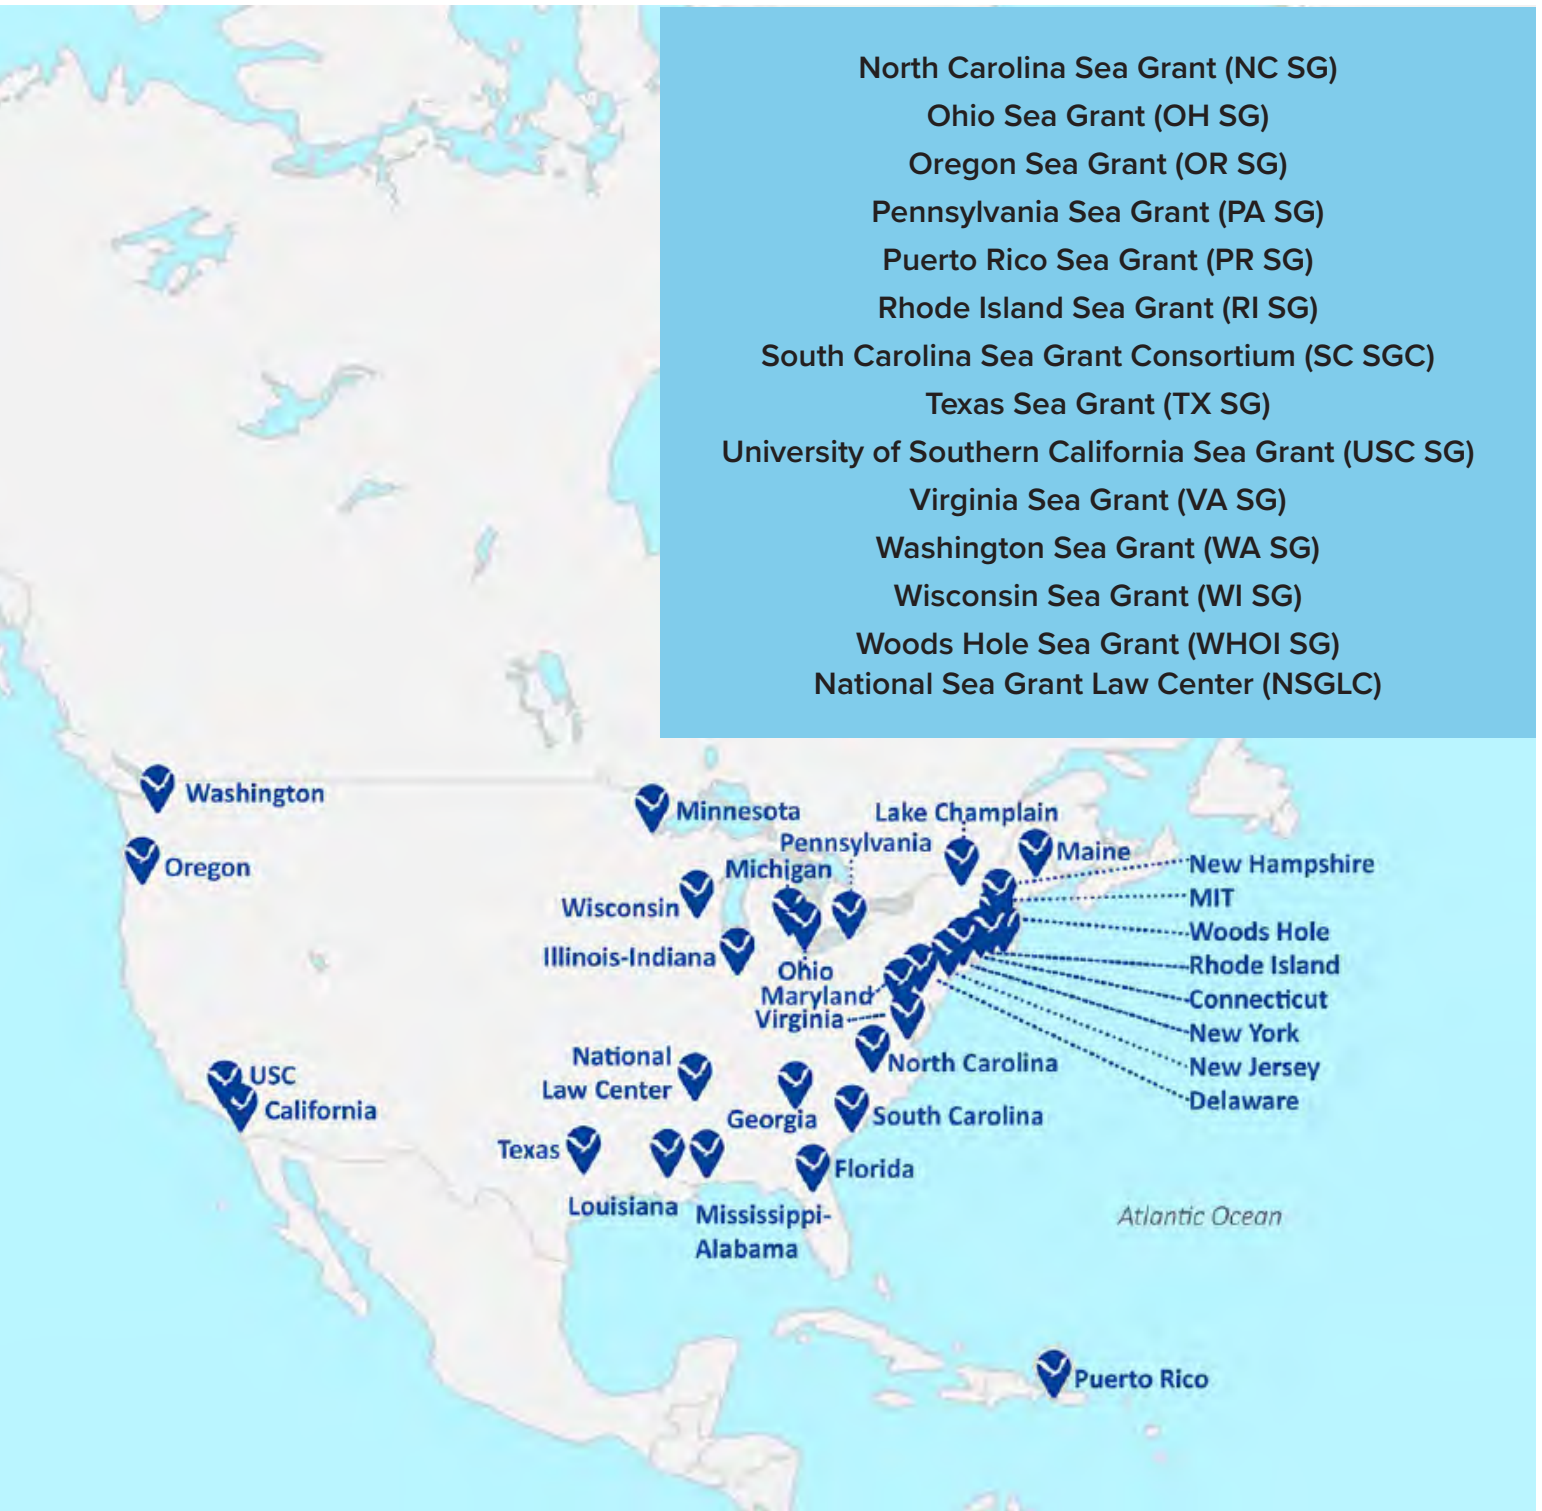 North Carolina Sea Grant (NC SG)
Ohio Sea Grant (OH SG)
Oregon Sea Grant (OR SG)
Pennsylvania Sea Grant (PA SG)
Puerto Rico Sea Grant (PR SG)
Rhode Island Sea Grant (RI SG)
South Carolina Sea Grant Consortium (SC SGC)
Texas Sea Grant (TX SG)
University of Southern California Sea Grant (USC SG)
Virginia Sea Grant (VA SG)
Washington Sea Grant (WA SG)
Wisconsin Sea Grant (WI SG)
Woods Hole Sea Grant (WHOI SG)
National Sea Grant Law Center (NSGLC)
Washington
Oregon
Minnesota
Lake Champlain
Pennsylvania
Michigan
Maine
Wisconsin
Illinois-Indiana
Ohio
Maryland
Virginia
New Hampshire
MIT
Woods Hole
Rhode Island
Connecticut
New York
New Jersey
Delaware
USC
California
National
Law Center
North Carolina
Georgia
South Carolina
Texas
Florida
Louisiana
Mississippi-
Alabama
Atlantic Ocean
Puerto Rico